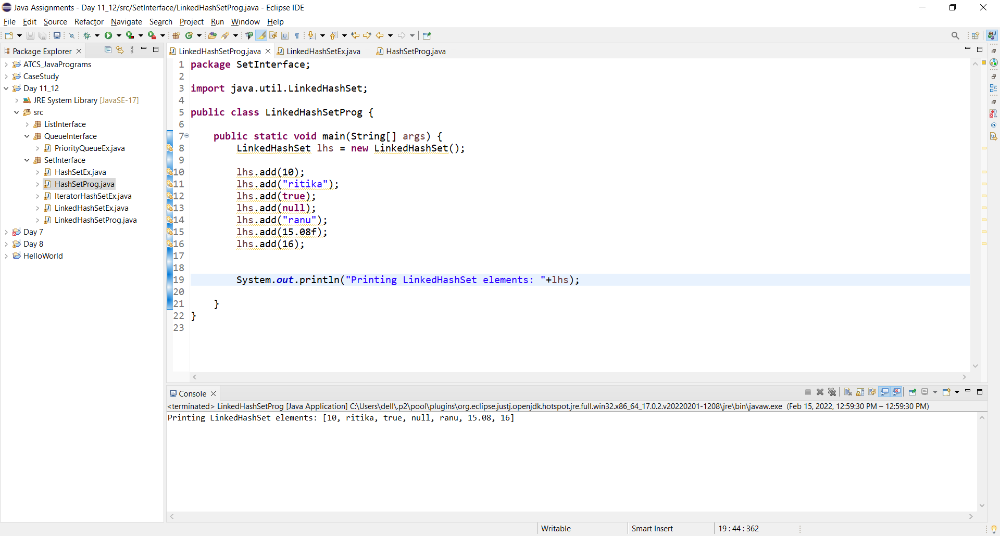 Java Assignments - Day 11_12/src/SetInterface/LinkedHashSetProg.java - Eclipse IDE
File Edit Source Refactor Navigate Search Project Run Window Help
Package Explorer
ATCS_JavaPrograms
CaseStudy
Day 11_12
JRE System Library [JavaSE-17]
src
ListInterface
QueueInterface
PriorityQueueEx.java
SetInterface
HashSetEx.java
HashSetProg.java
IteratorHashSetEx.java
LinkedHashSetEx.java
LinkedHashSetProg.java
Day 7
Day 8
HelloWorld
LinkedHashSetProg.java LinkedHashSetEx.java HashSetProg.java
1 package SetInterface;
2
3 import java.util.LinkedHashSet;
4
5 public class LinkedHashSetProg {
6
7 public static void main(String[] args) {
8 LinkedHashSet lhs = new LinkedHashSet();
9
10 lhs.add(10);
11 lhs.add("ritika");
12 lhs.add(true);
13 lhs.add(null);
14 lhs.add("ranu");
15 lhs.add(15.08f);
16 lhs.add(16);
17
18
19 System.out.println("Printing LinkedHashSet elements: "+lhs);
20
21 }
22 }
23
Console
<terminated> LinkedHashSetProg [Java Application] C:\Users\dell\.p2\pool\plugins\org.eclipse.justj.openjdk.hotspot.jre.full.win32.x86_64_17.0.2.v20220201-1208\jre\bin\javaw.exe (Feb 15, 2022, 12:59:30 PM – 12:59:30 PM)
Printing LinkedHashSet elements: [10, ritika, true, null, ranu, 15.08, 16]
Writable Smart Insert 19 : 44 : 362